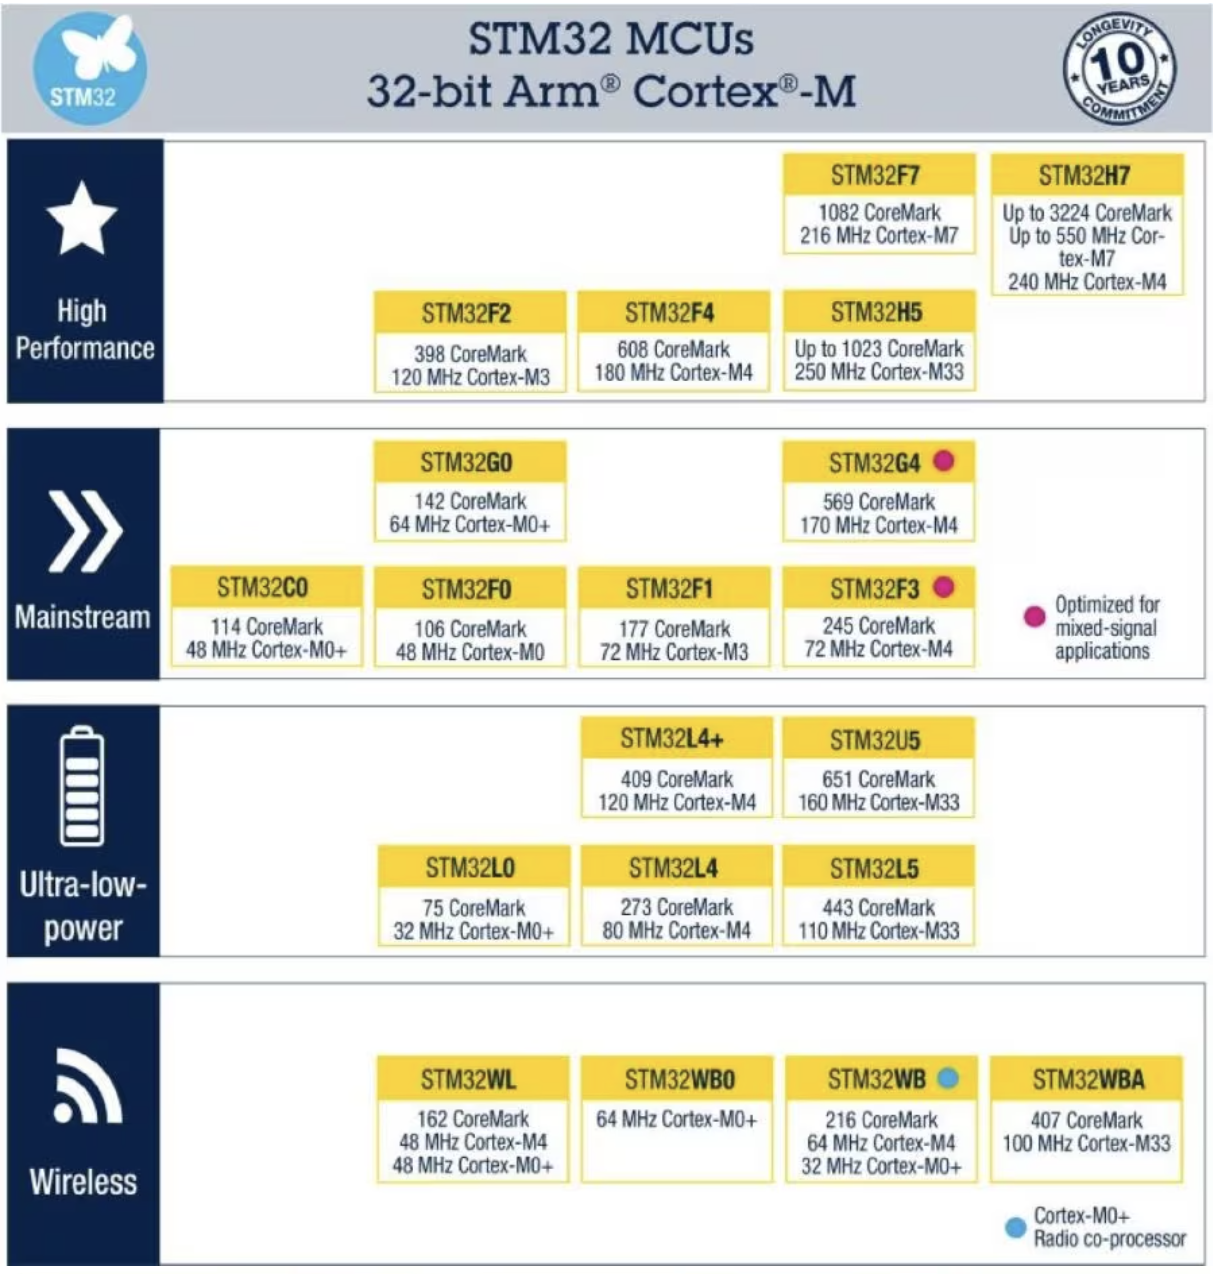 STM32
STM32 MCUs
32-bit Arm® Cortex®-M
LONGEVITY
10
YEARS
COMMITMENT
High
Performance
STM32F7
1082 CoreMark
216 MHz Cortex-M7
STM32H7
Up to 3224 CoreMark
Up to 550 MHz Cor-
tex-M7
240 MHz Cortex-M4
STM32F2
398 CoreMark
120 MHz Cortex-M3
STM32F4
608 CoreMark
180 MHz Cortex-M4
STM32H5
Up to 1023 CoreMark
250 MHz Cortex-M33
Mainstream
STM32G0
142 CoreMark
64 MHz Cortex-M0+
STM32G4
569 CoreMark
170 MHz Cortex-M4
STM32C0
114 CoreMark
48 MHz Cortex-M0+
STM32F0
106 CoreMark
48 MHz Cortex-M0
STM32F1
177 CoreMark
72 MHz Cortex-M3
STM32F3
245 CoreMark
72 MHz Cortex-M4
Optimized for
mixed-signal
applications
Ultra-low-
power
STM32L4+
409 CoreMark
120 MHz Cortex-M4
STM32U5
651 CoreMark
160 MHz Cortex-M33
STM32L0
75 CoreMark
32 MHz Cortex-M0+
STM32L4
273 CoreMark
80 MHz Cortex-M4
STM32L5
443 CoreMark
110 MHz Cortex-M33
Wireless
STM32WL
162 CoreMark
48 MHz Cortex-M4
48 MHz Cortex-M0+
STM32WB0
64 MHz Cortex-M0+
STM32WB
216 CoreMark
64 MHz Cortex-M4
32 MHz Cortex-M0+
STM32WBA
407 CoreMark
100 MHz Cortex-M33
Cortex-M0+
Radio co-processor